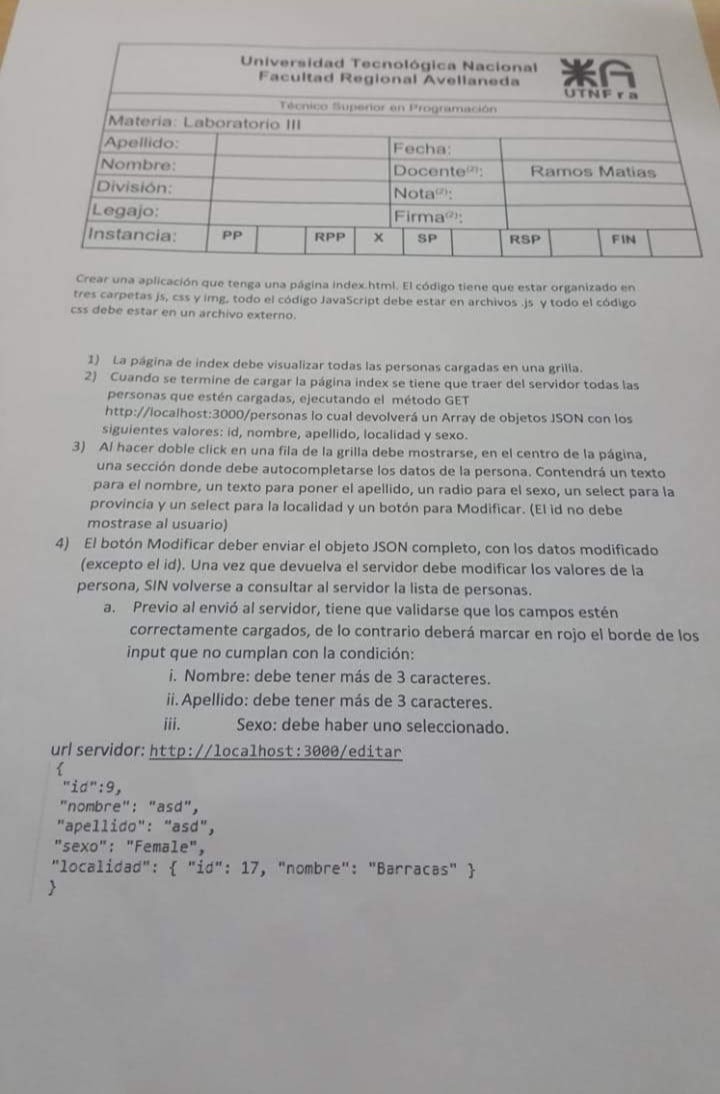 Universidad Tecnológica Nacional
Facultad Regional Avellaneda
UTNFra
Técnico Superior en Programación
Materia: Laboratorio III
Apellido: Fecha:
Nombre: Docente⁽²⁾: Ramos Matias
División: Nota⁽²⁾:
Legajo: Firma⁽²⁾:
Instancia: PP RPP X SP RSP FIN
Crear una aplicación que tenga una página index.html. El código tiene que estar organizado en
tres carpetas js, css y img, todo el código JavaScript debe estar en archivos .js y todo el código
css debe estar en un archivo externo.
1) La página de index debe visualizar todas las personas cargadas en una grilla.
2) Cuando se termine de cargar la página index se tiene que traer del servidor todas las
personas que estén cargadas, ejecutando el método GET
http://localhost:3000/personas lo cual devolverá un Array de objetos JSON con los
siguientes valores: id, nombre, apellido, localidad y sexo.
3) Al hacer doble click en una fila de la grilla debe mostrarse, en el centro de la página,
una sección donde debe autocompletarse los datos de la persona. Contendrá un texto
para el nombre, un texto para poner el apellido, un radio para el sexo, un select para la
provincia y un select para la localidad y un botón para Modificar. (El id no debe
mostrase al usuario)
4) El botón Modificar deber enviar el objeto JSON completo, con los datos modificado
(excepto el id). Una vez que devuelva el servidor debe modificar los valores de la
persona, SIN volverse a consultar al servidor la lista de personas.
a. Previo al envió al servidor, tiene que validarse que los campos estén
correctamente cargados, de lo contrario deberá marcar en rojo el borde de los
input que no cumplan con la condición:
i. Nombre: debe tener más de 3 caracteres.
ii. Apellido: debe tener más de 3 caracteres.
iii. Sexo: debe haber uno seleccionado.
url servidor: http://localhost:3000/editar
{
"id":9,
"nombre": "asd",
"apellido": "asd",
"sexo": "Female",
"localidad": { "id": 17, "nombre": "Barracas" }
}